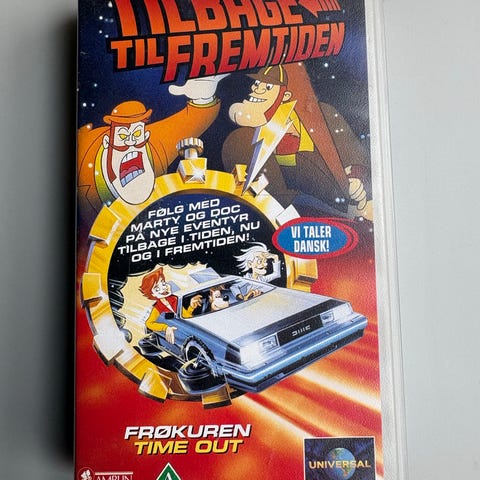 TILBAGE
TIL FREMTIDEN
FØLG MED
MARTY OG DOC
PÅ NYE EVENTYR
TILBAGE I TIDEN, NU
OG I FREMTIDEN!
VI TALER
DANSK!
FRØKUREN
TIME OUT
UNIVERSAL
A